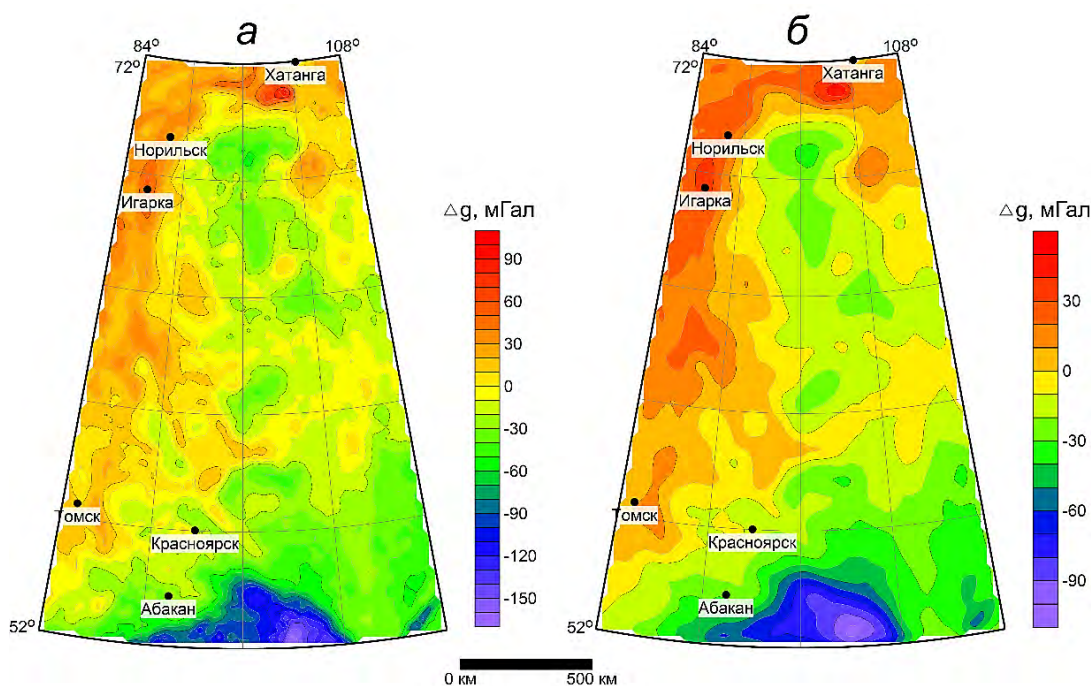 а
84°
108°
72°
Хатанга
Норильск
Игарка
Томск
Красноярск
Абакан
52°
Δg, мГал
90
60
30
0
-30
-60
-90
-120
-150
б
84°
108°
72°
Хатанга
Норильск
Игарка
Томск
Красноярск
Абакан
52°
Δg, мГал
30
0
-30
-60
-90
0 км
500 км